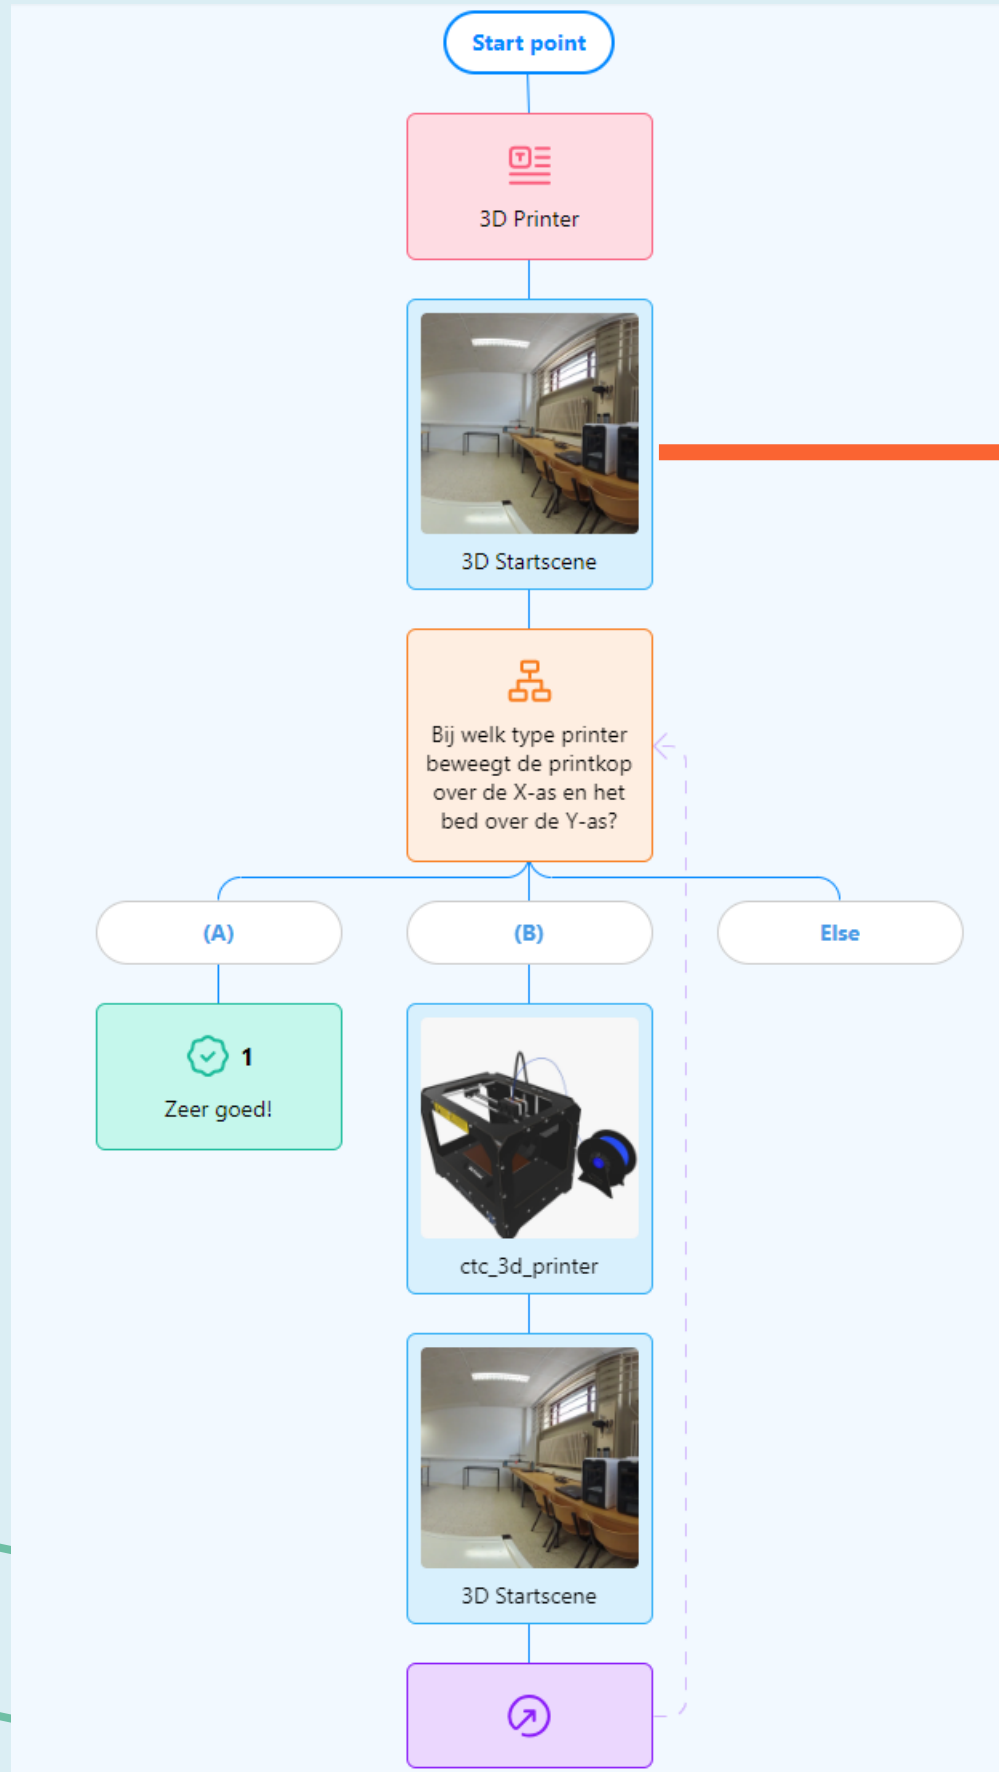 Start point
3D Printer
3D Startscene
Bij welk type printer
beweegt de printkop
over de X-as en het
bed over de Y-as?
(A)
(B)
Else
1
Zeer goed!
ctc_3d_printer
3D Startscene